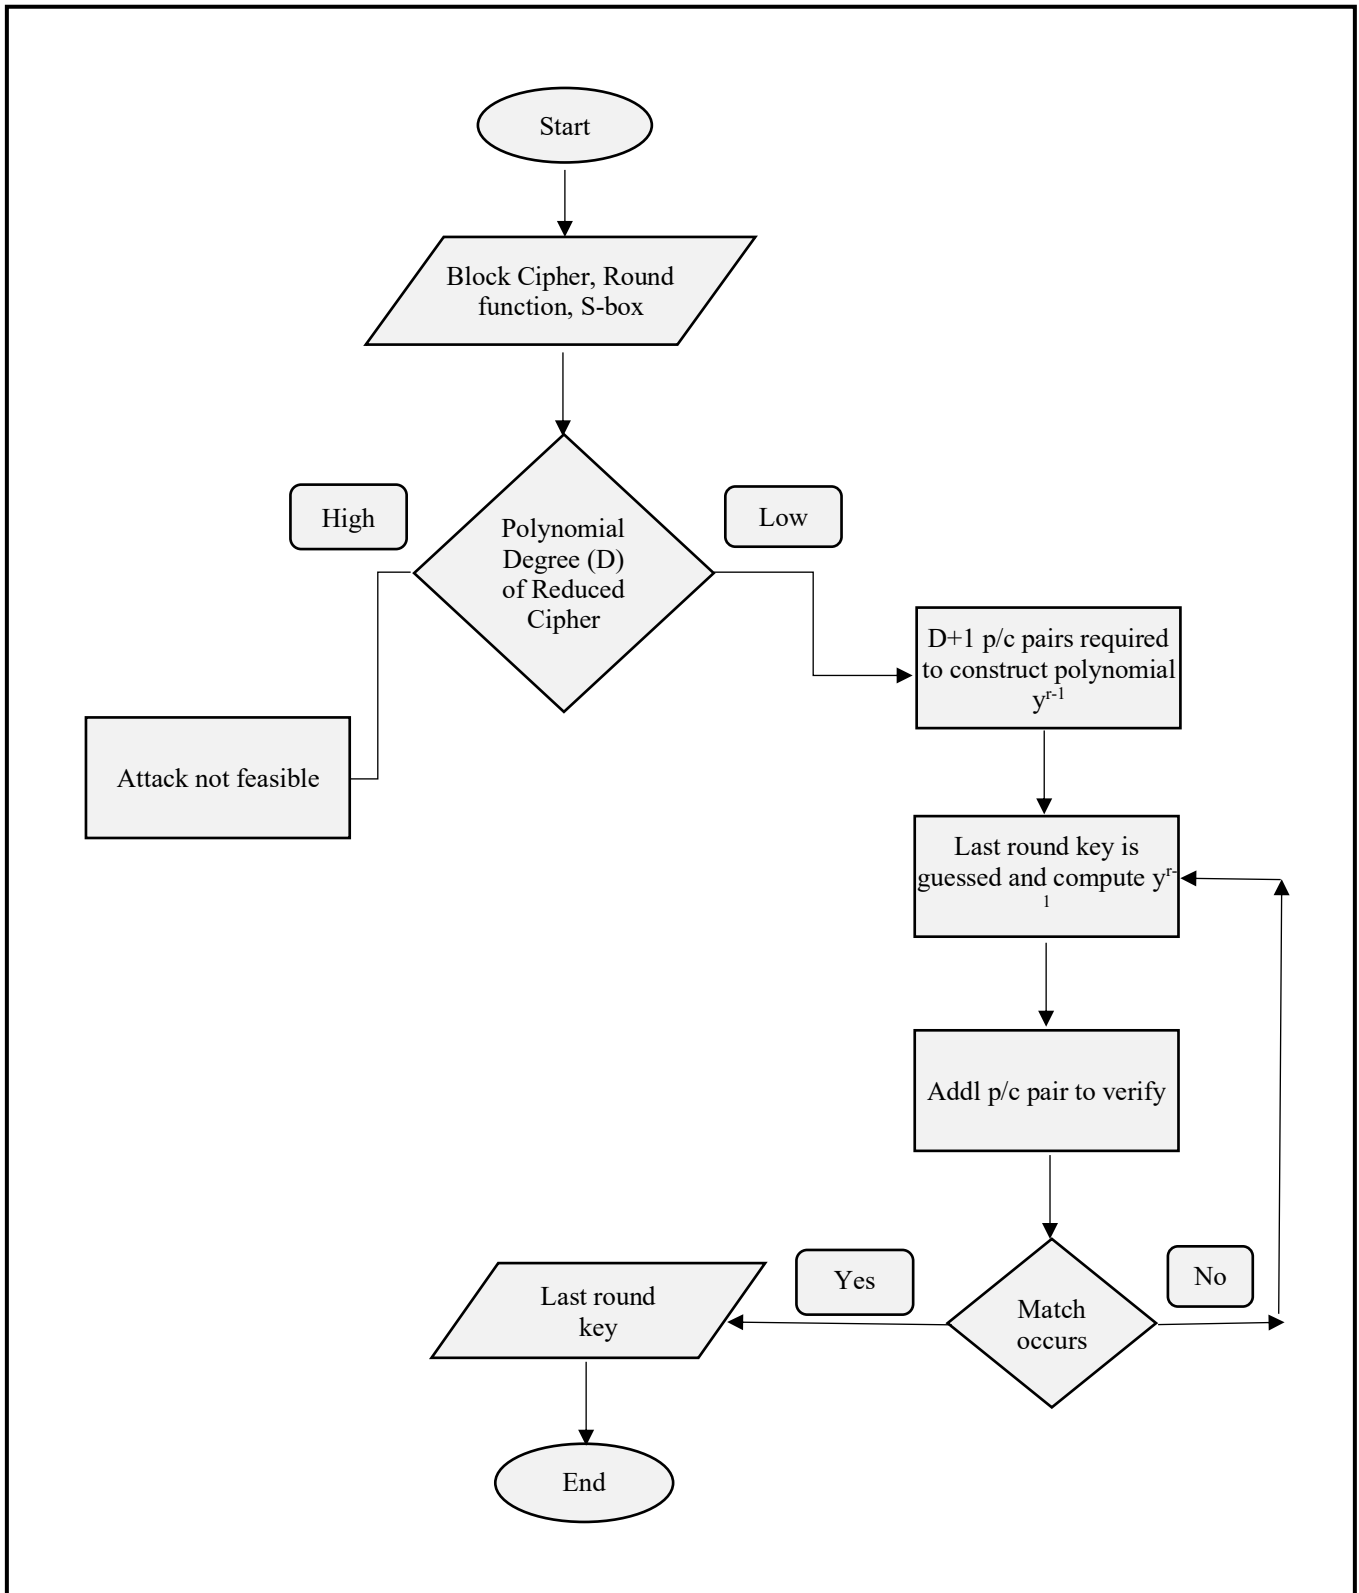 Start
Block Cipher, Round
function, S-box
High
Low
Polynomial
Degree (D)
of Reduced
Cipher
D+1 p/c pairs required
to construct polynomial
y^r-1
Attack not feasible
Last round key is
guessed and compute y^r-
1
Addl p/c pair to verify
Yes
No
Last round
key
Match
occurs
End